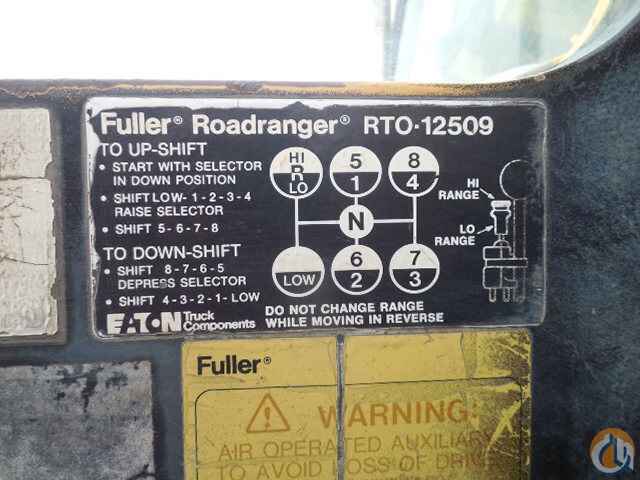 Fuller® Roadranger® RTO-12509
TO UP-SHIFT
• START WITH SELECTOR
IN DOWN POSITION
• SHIFT LOW-1-2-3-4
RAISE SELECTOR
• SHIFT 5-6-7-8
TO DOWN-SHIFT
• SHIFT 8-7-6-5
DEPRESS SELECTOR
• SHIFT 4-3-2-1-LOW
EATON Truck
Components
HI
R
LO
5
1
8
4
N
LOW
6
2
7
3
HI
RANGE
LO
RANGE
DO NOT CHANGE RANGE
WHILE MOVING IN REVERSE
Fuller®
WARNING:
AIR OPERATED AUXILIARY
TO AVOID LOSS OF DRIV